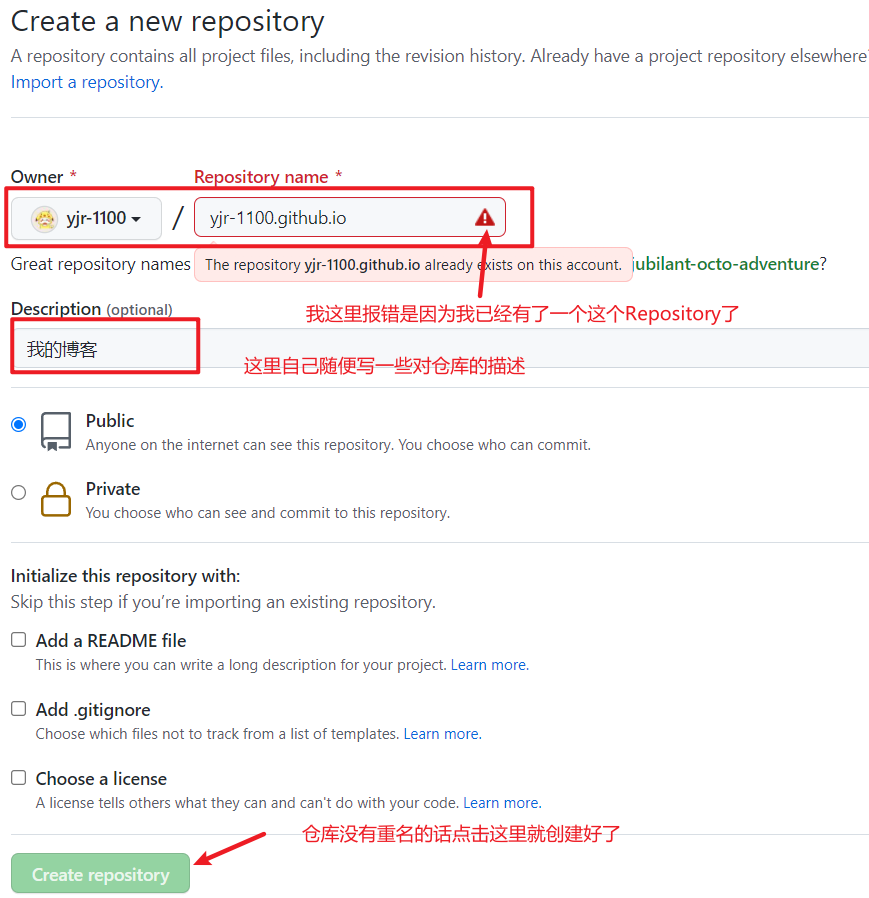 Create a new repository
A repository contains all project files, including the revision history. Already have a project repository elsewhere
Import a repository.
Owner * Repository name *
yjr-1100 / yjr-1100.github.io
Great repository names The repository yjr-1100.github.io already exists on this account. jubilant-octo-adventure?
Description (optional) 我这里报错是因为我已经有了一个这个Repository了
我的博客 这里自己随便写一些对仓库的描述
Public
Anyone on the internet can see this repository. You choose who can commit.
Private
You choose who can see and commit to this repository.
Initialize this repository with:
Skip this step if you’re importing an existing repository.
Add a README file
This is where you can write a long description for your project. Learn more.
Add .gitignore
Choose which files not to track from a list of templates. Learn more.
Choose a license
A license tells others what they can and can't do with your code. Learn more.
仓库没有重名的话点击这里就创建好了
Create repository